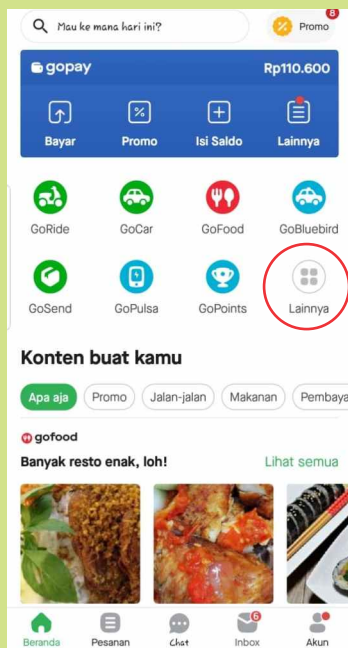 8
Mau ke mana hari ini?
Promo
gopay Rp110.600
Bayar Promo Isi Saldo Lainnya
GoRide GoCar GoFood GoBluebird
GoSend GoPulsa GoPoints Lainnya
Konten buat kamu
Apa aja Promo Jalan-jalan Makanan Pembaya
gofood
Banyak resto enak, loh! Lihat semua
6
Beranda Pesanan Chat Inbox Akun